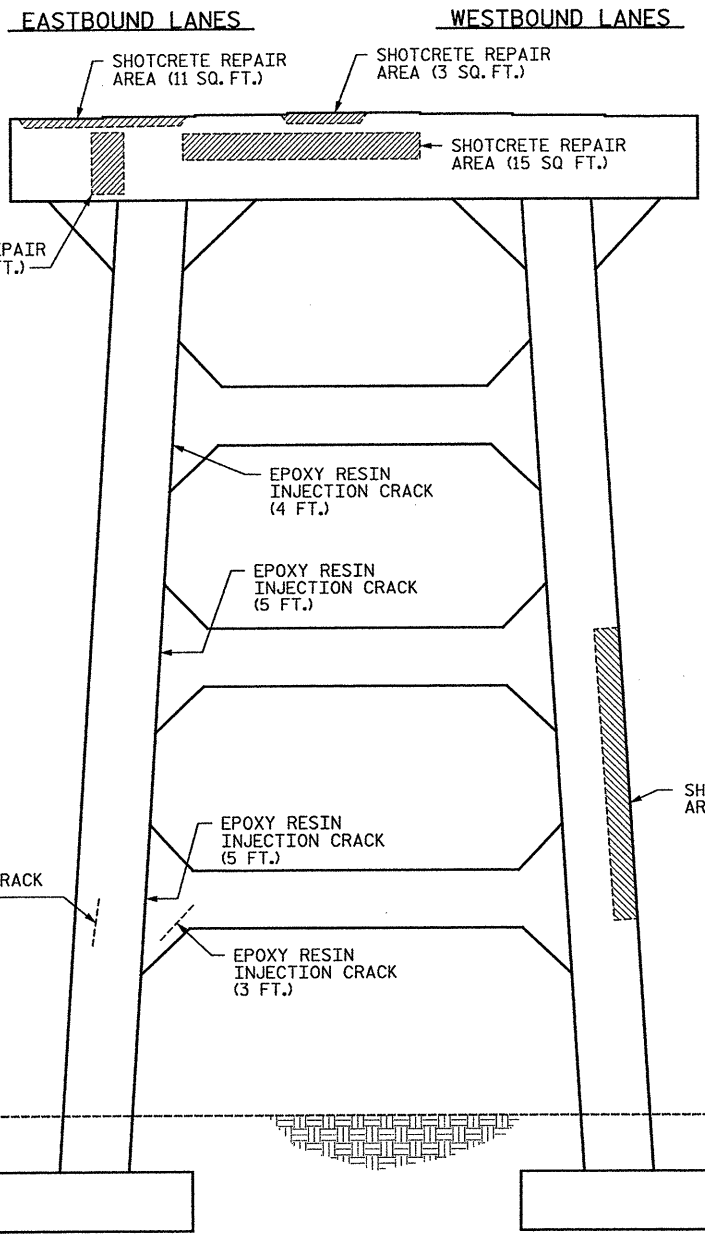 EASTBOUND LANES
WESTBOUND LANES
SHOTCRETE REPAIR
AREA (11 SQ. FT.)
SHOTCRETE REPAIR
AREA (3 SQ. FT.)
SHOTCRETE REPAIR
AREA (15 SQ FT.)
EPAIR
T.)
EPOXY RESIN
INJECTION CRACK
(4 FT.)
EPOXY RESIN
INJECTION CRACK
(5 FT.)
SH
AR
EPOXY RESIN
INJECTION CRACK
(5 FT.)
RACK
EPOXY RESIN
INJECTION CRACK
(3 FT.)